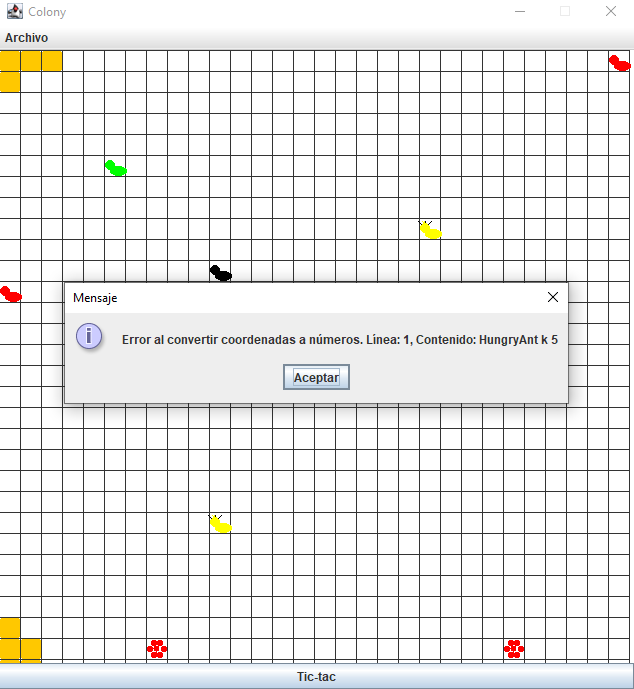 Colony
Archivo
Mensaje
Error al convertir coordenadas a números. Línea: 1, Contenido: HungryAnt k 5
Aceptar
Tic-tac